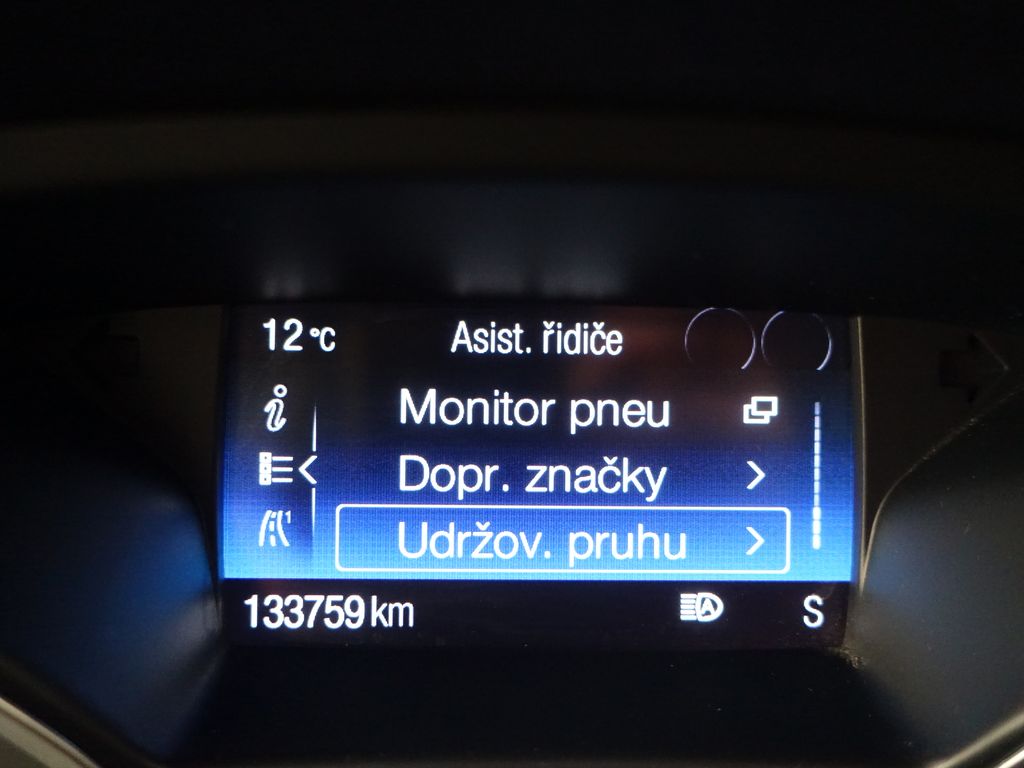 12 °C Asist. řidiče
Monitor pneu
Dopr. značky
Udržov. pruhu
133759 km S